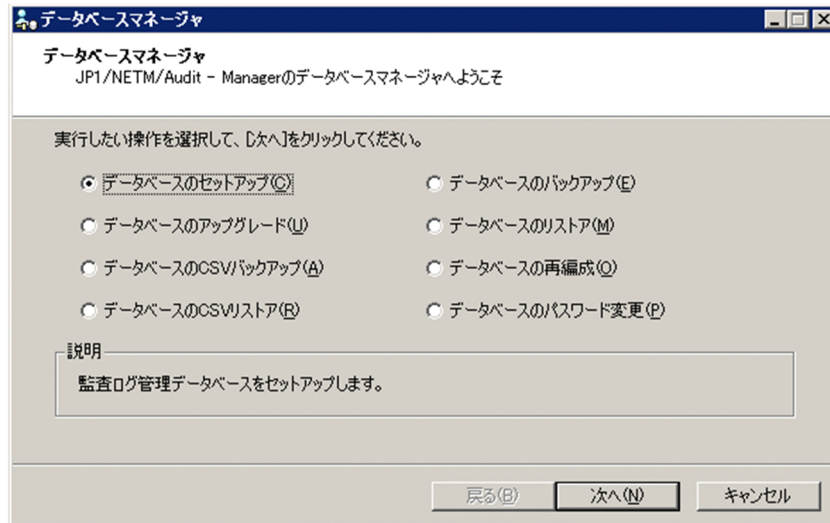 データベースマネージャ
データベースマネージャ
JP1/NETM/Audit - Managerのデータベースマネージャへようこそ
実行したい操作を選択して、[次へ]をクリックしてください。
データベースのセットアップ(C)
データベースのバックアップ(E)
データベースのアップグレード(U)
データベースのリストア(M)
データベースのCSVバックアップ(A)
データベースの再編成(O)
データベースのCSVリストア(R)
データベースのパスワード変更(P)
説明
監査ログ管理データベースをセットアップします。
戻る(B)
次へ(N)
キャンセル